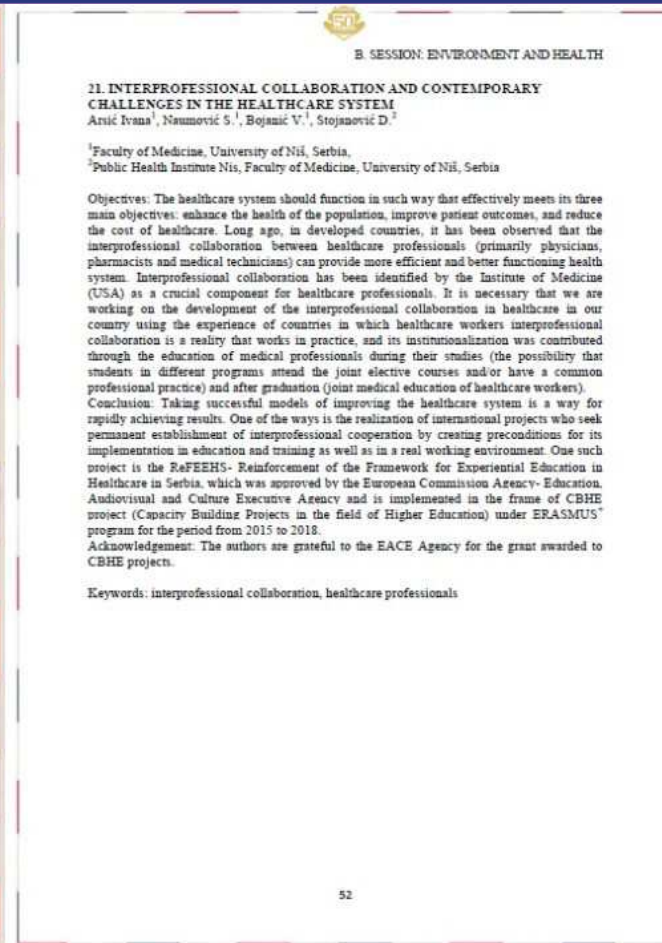 50
B. SESSION: ENVIRONMENT AND HEALTH
21. INTERPROFESSIONAL COLLABORATION AND CONTEMPORARY
CHALLENGES IN THE HEALTHCARE SYSTEM
Arsić Ivana¹, Naumović S.¹, Bojanić V.¹, Stojanović D.²
¹Faculty of Medicine, University of Niš, Serbia,
²Public Health Institute Nis, Faculty of Medicine, University of Niš, Serbia
Objectives: The healthcare system should function in such way that effectively meets its three
main objectives: enhance the health of the population, improve patient outcomes, and reduce
the cost of healthcare. Long ago, in developed countries, it has been observed that the
interprofessional collaboration between healthcare professionals (primarily physicians,
pharmacists and medical technicians) can provide more efficient and better functioning health
system. Interprofessional collaboration has been identified by the Institute of Medicine
(USA) as a crucial component for healthcare professionals. It is necessary that we are
working on the development of the interprofessional collaboration in healthcare in our
country using the experience of countries in which healthcare workers interprofessional
collaboration is a reality that works in practice, and its institutionalization was contributed
through the education of medical professionals during their studies (the possibility that
students in different programs attend the joint elective courses and/or have a common
professional practice) and after graduation (joint medical education of healthcare workers).
Conclusion: Taking successful models of improving the healthcare system is a way for
rapidly achieving results. One of the ways is the realization of international projects who seek
permanent establishment of interprofessional cooperation by creating preconditions for its
implementation in education and training as well as in a real working environment. One such
project is the ReFEEHS- Reinforcement of the Framework for Experiential Education in
Healthcare in Serbia, which was approved by the European Commission Agency- Education,
Audiovisual and Culture Executive Agency and is implemented in the frame of CBHE
project (Capacity Building Projects in the field of Higher Education) under ERASMUS⁺
program for the period from 2015 to 2018.
Acknowledgement: The authors are grateful to the EACE Agency for the grant awarded to
CBHE projects.
Keywords: interprofessional collaboration, healthcare professionals
52